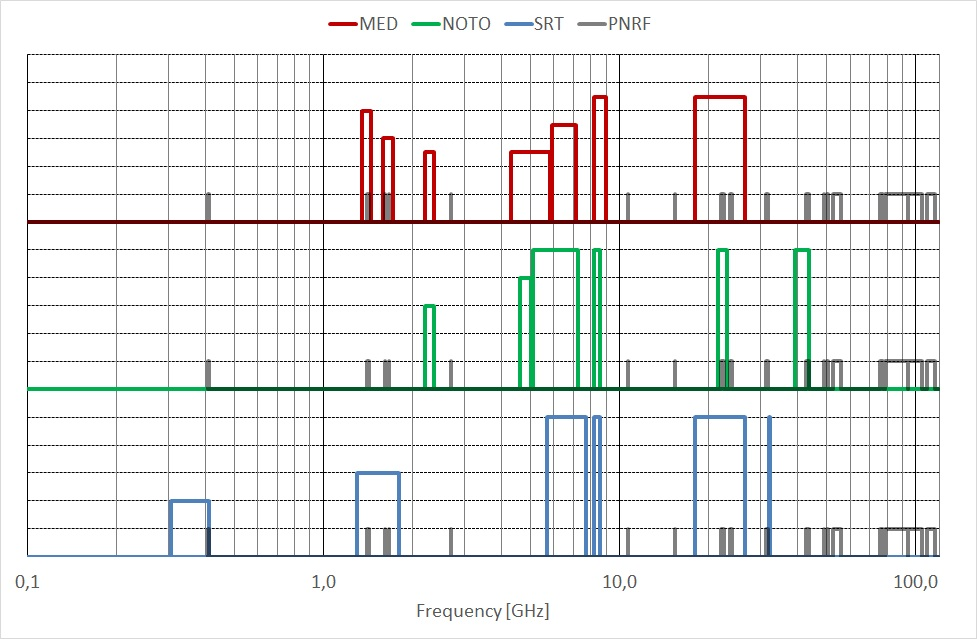 MED NOTO SRT PNRF
0,1 1,0 10,0 100,0
Frequency [GHz]